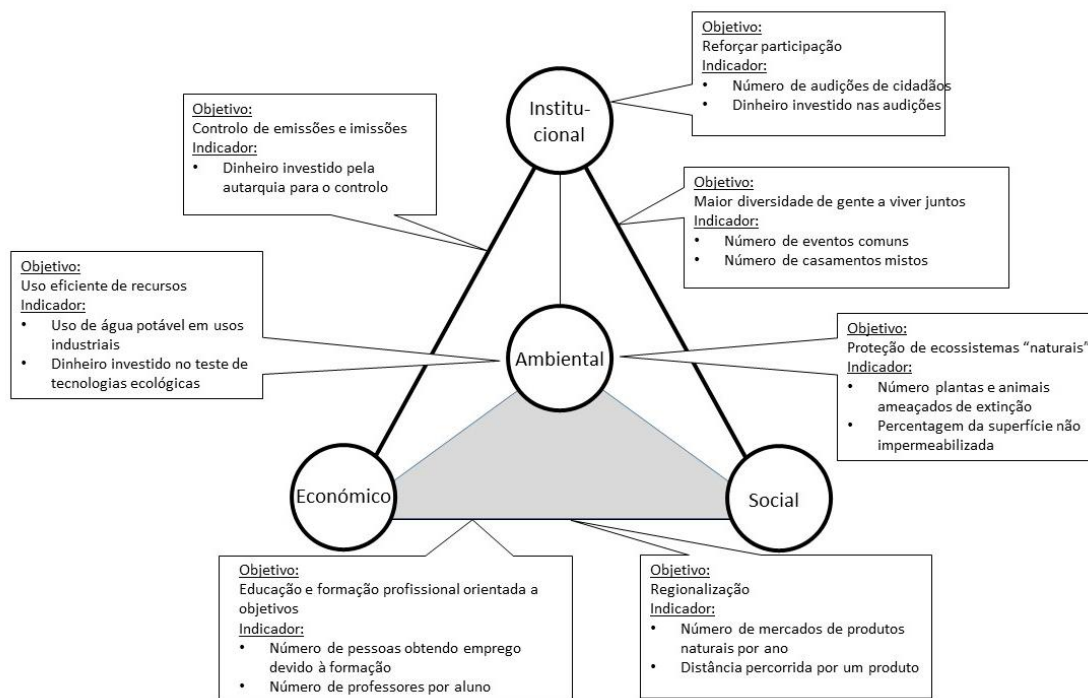 Objetivo:
Reforçar participação
Indicador:
• Número de audições de cidadãos
• Dinheiro investido nas audições
Institu-
cional
Objetivo:
Controlo de emissões e imissões
Indicador:
• Dinheiro investido pela
autarquia para o controlo
Objetivo:
Maior diversidade de gente a viver juntos
Indicador:
• Número de eventos comuns
• Número de casamentos mistos
Objetivo:
Uso eficiente de recursos
Indicador:
• Uso de água potável em usos
industriais
• Dinheiro investido no teste de
tecnologias ecológicas
Ambiental
Objetivo:
Proteção de ecossistemas “naturais”
Indicador:
• Número plantas e animais
ameaçados de extinção
• Percentagem da superfície não
impermeabilizada
Económico
Social
Objetivo:
Educação e formação profissional orientada a
objetivos
Indicador:
• Número de pessoas obtendo emprego
devido à formação
• Número de professores por aluno
Objetivo:
Regionalização
Indicador:
• Número de mercados de produtos
naturais por ano
• Distância percorrida por um produto